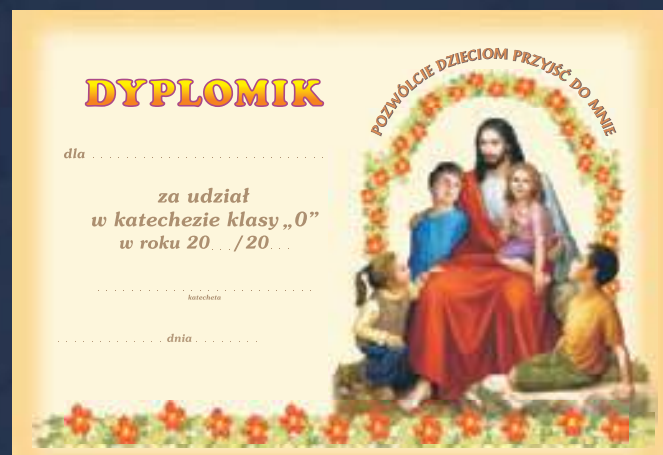 POZWÓLCIE DZIECIOM PRZYJŚĆ DO MNIE
DYPLOMIK
dla . . . . . . . . . . . . . . . . . . . . . . . . . . . .
za udział
w katechezie klasy „0”
w roku 20. . . / 20. . .
. . . . . . . . . . . . . . . . . . . . . . . . . .
katecheta
. . . . . . . . . . . . . dnia . . . . . . . .